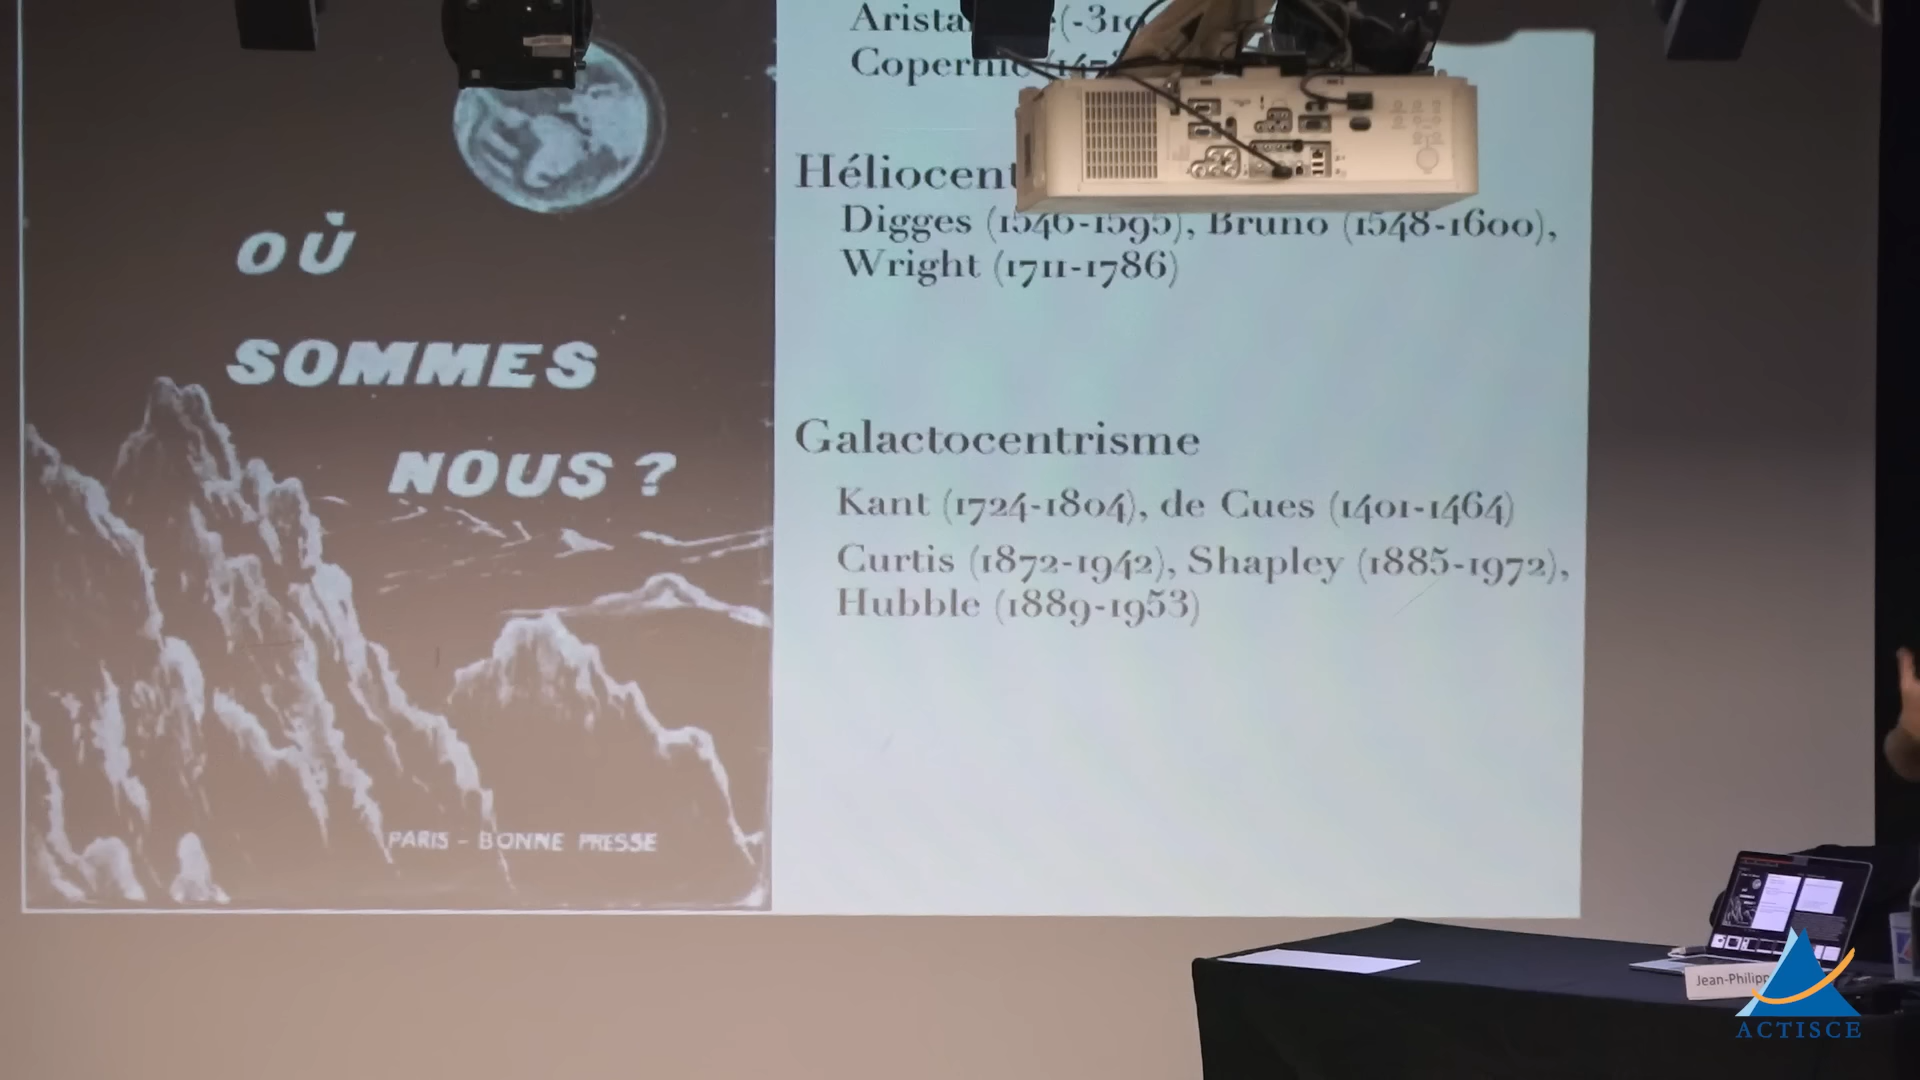 OÙ
SOMMES
NOUS ?
PARIS - BONNE PRESSE
Digges (1546-1595), Bruno (1548-1600),
Wright (1711-1786)
Galactocentrisme
Kant (1724-1804), de Cues (1401-1464)
Curtis (1872-1942), Shapley (1885-1972),
Hubble (1889-1953)
ACTISCE